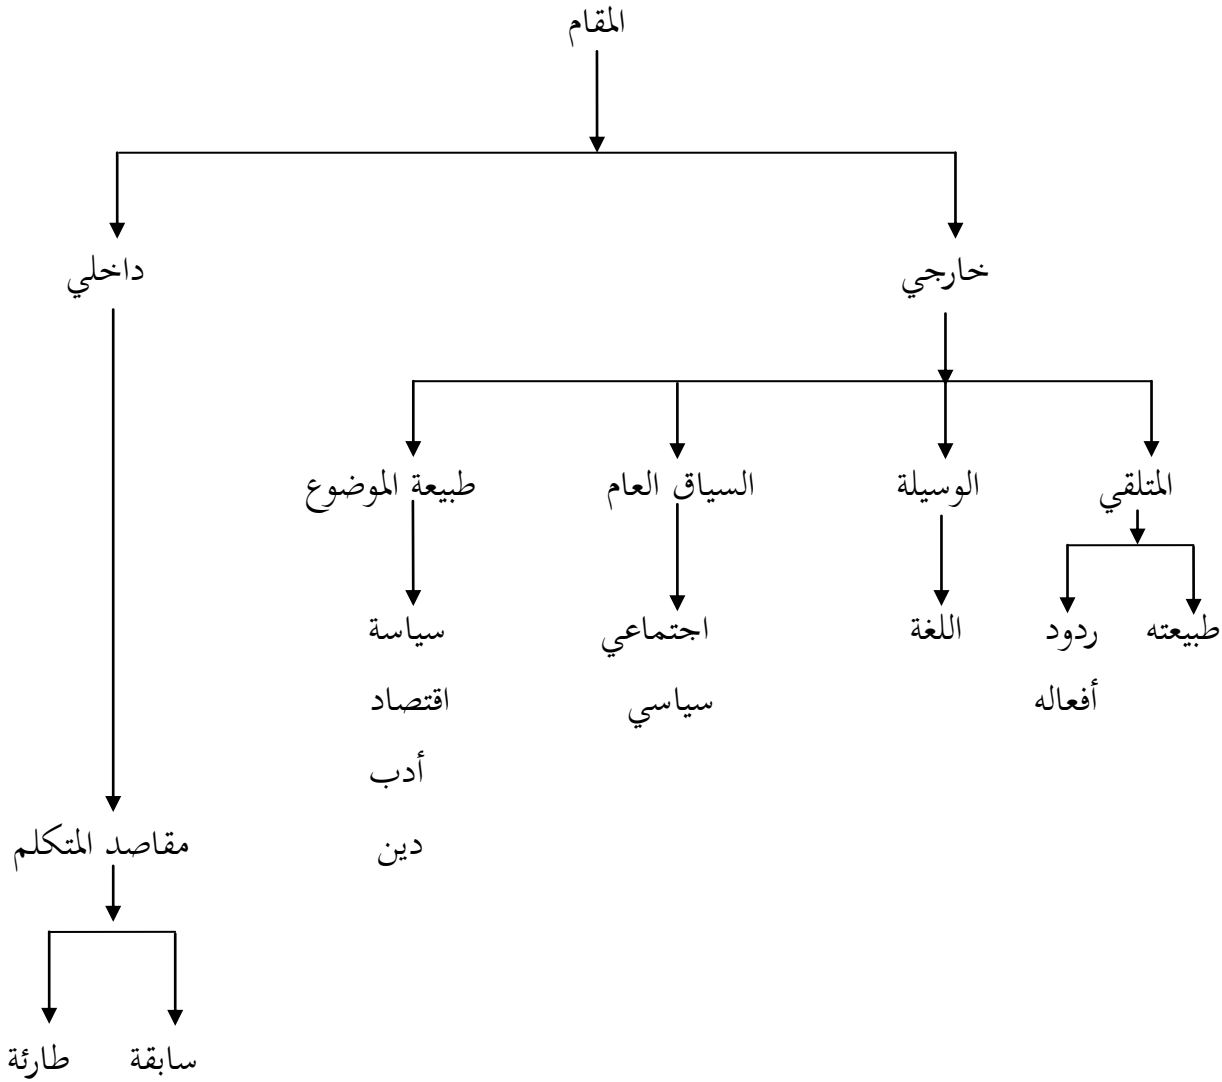 المقام
خارجي
داخلي
المتلقي
الوسيلة
السياق العام
طبيعة الموضوع
طبيعته
ردود
أفعاله
اللغة
اجتماعي
سياسي
سياسة
اقتصاد
أدب
دين
مقاصد المتكلم
سابقة
طارئة